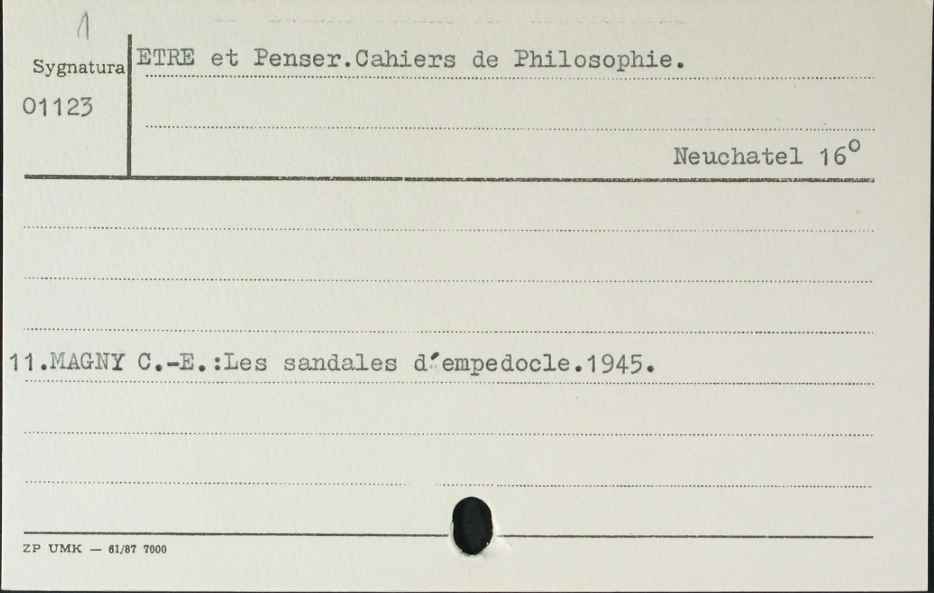 1
Sygnatura ETRE et Penser.Cahiers de Philosophie.
01123
Neuchatel 16º
11.MAGNY C.-E.:Les sandales d´empedocle.1945.
ZP UMK — 61/87 7000